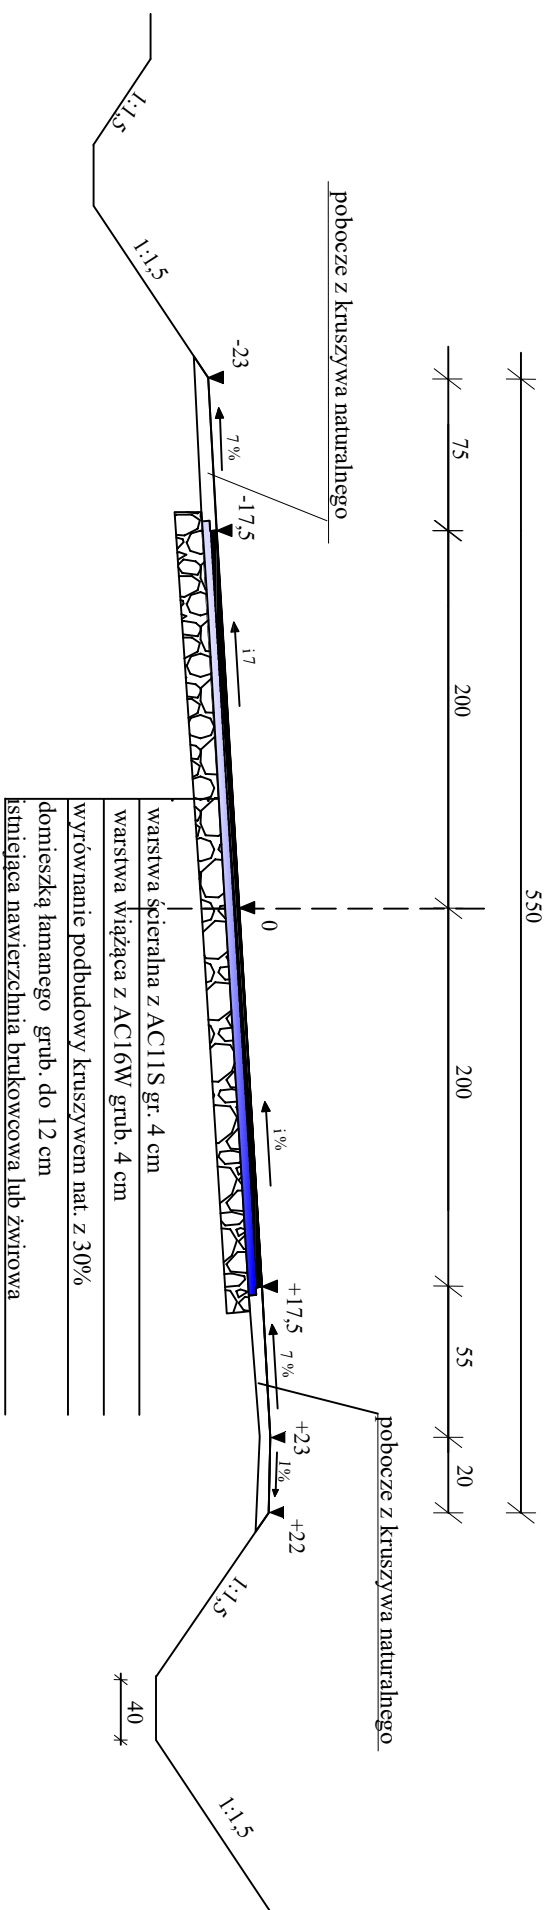 550
75
200
200
55
20
pobocze z kruszywa naturalnego
pobocze z kruszywa naturalnego
-23
-17,5
0
+17,5
+23
+22
7 %
i7
i%
7 %
1%
1:1,5
1:1,5
1:1,5
1:1,5
40
warstwa ścieralna z AC11S gr. 4 cm
warstwa wiążąca z AC16W grub. 4 cm
wyrównanie podbudowy kruszywem nat. z 30%
domieszką łamanego grub. do 12 cm
istniejąca nawierzchnia brukowcowa lub żwirowa